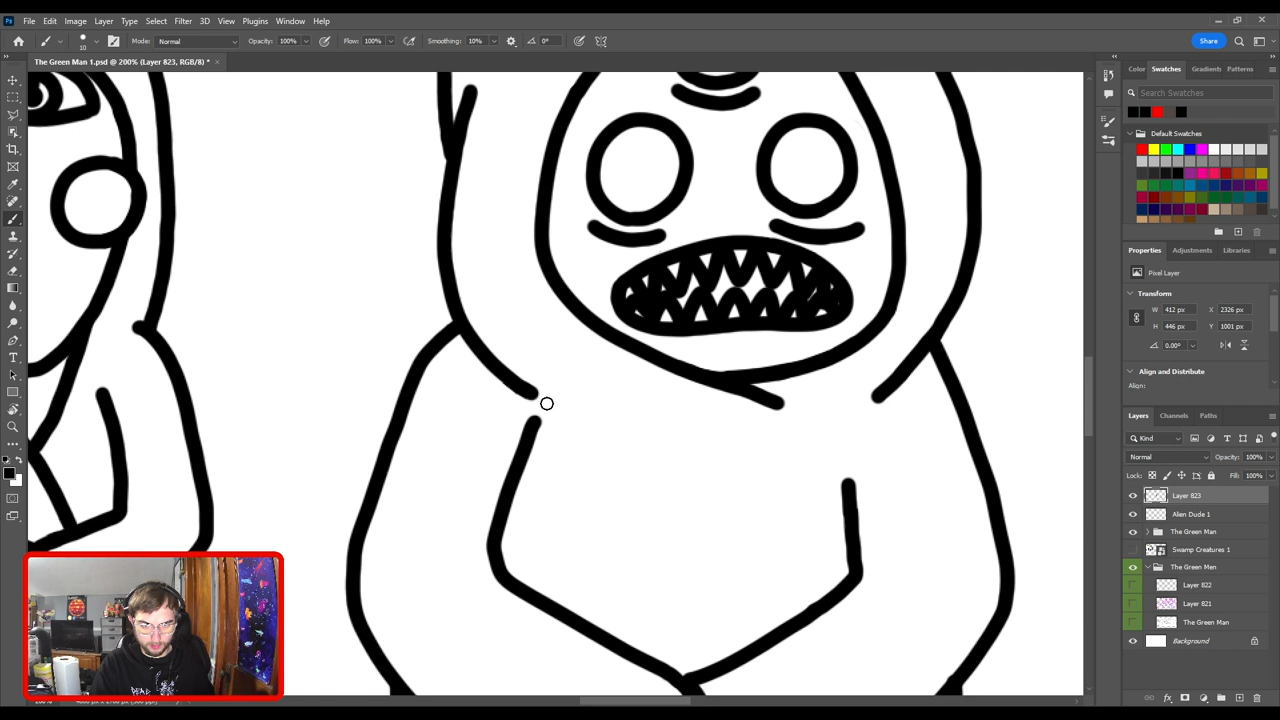 Ps File Edit Image Layer Type Select Filter 3D View Plugins Window Help
10 Mode: Normal Opacity: 100% Flow: 100% Smoothing: 10% 0° Share
The Green Man 1.psd @ 200% (Layer 823, RGB/8) *
Color Swatches Gradients Patterns
Search Swatches
Default Swatches
Properties Adjustments Libraries
Pixel Layer
Transform
W 412 px X 2326 px
H 446 px Y 1001 px
0.00°
Align and Distribute
Align:
Layers Channels Paths
Kind
Normal Opacity: 100%
Lock: Fill: 100%
Layer 823
Alien Dude 1
The Green Man
Swamp Creatures 1
The Green Men
Layer 822
Layer 821
The Green Man
Background